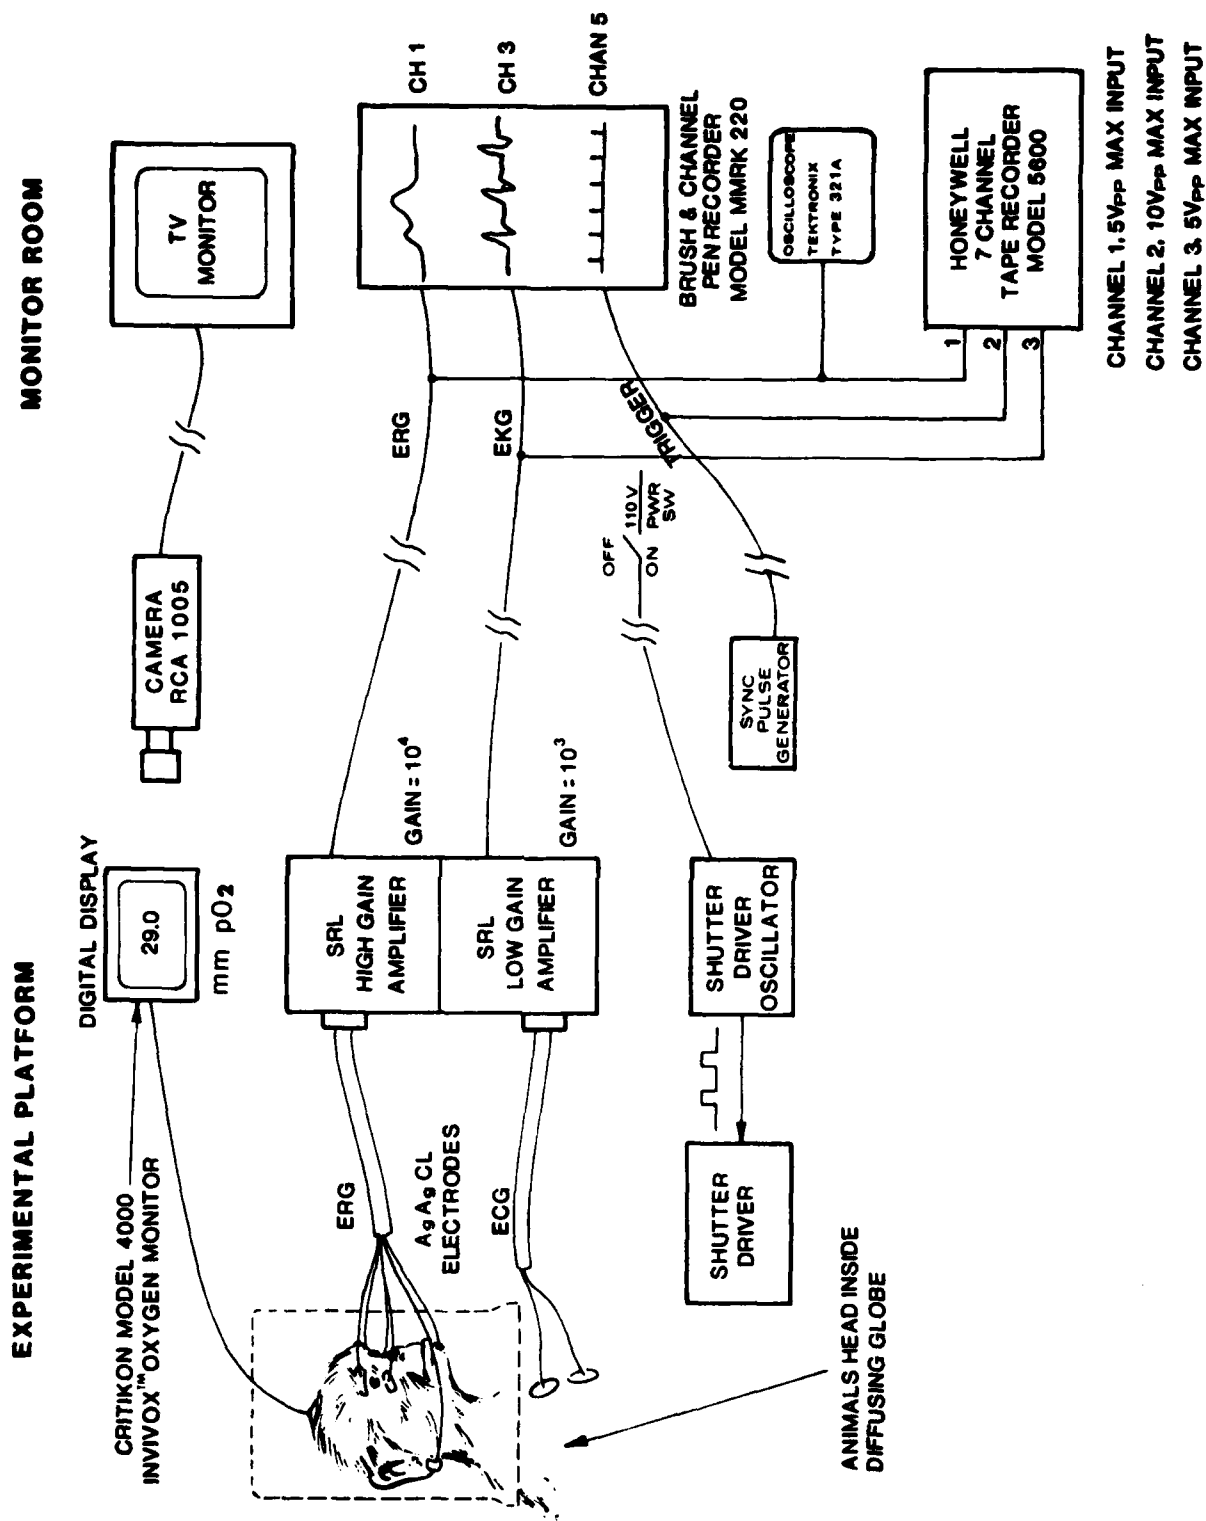 EXPERIMENTAL PLATFORM
MONITOR ROOM
CRITIKON MODEL 4000
INVIVOX™ OXYGEN MONITOR
DIGITAL DISPLAY
29.0
mm pO2
CAMERA
RCA 1005
TV
MONITOR
ERG
Ag Ag CL
ELECTRODES
ECG
SRL
HIGH GAIN
AMPLIFIER
GAIN = 10⁴
SRL
LOW GAIN
AMPLIFIER
GAIN = 10³
ERG
EKG
TRIGGER
CH 1
CH 3
CHAN 5
BRUSH & CHANNEL
PEN RECORDER
MODEL MMRK 220
OFF
ON
110V
PWR
SW
SHUTTER
DRIVER
SHUTTER
DRIVER
OSCILLATOR
SYNC
PULSE
GENERATOR
OSCILLOSCOPE
TEKTRONIX
TYPE 321A
1
2
3
HONEYWELL
7 CHANNEL
TAPE RECORDER
MODEL 5600
ANIMALS HEAD INSIDE
DIFFUSING GLOBE
CHANNEL 1. 5Vpp MAX INPUT
CHANNEL 2. 10Vpp MAX INPUT
CHANNEL 3. 5Vpp MAX INPUT